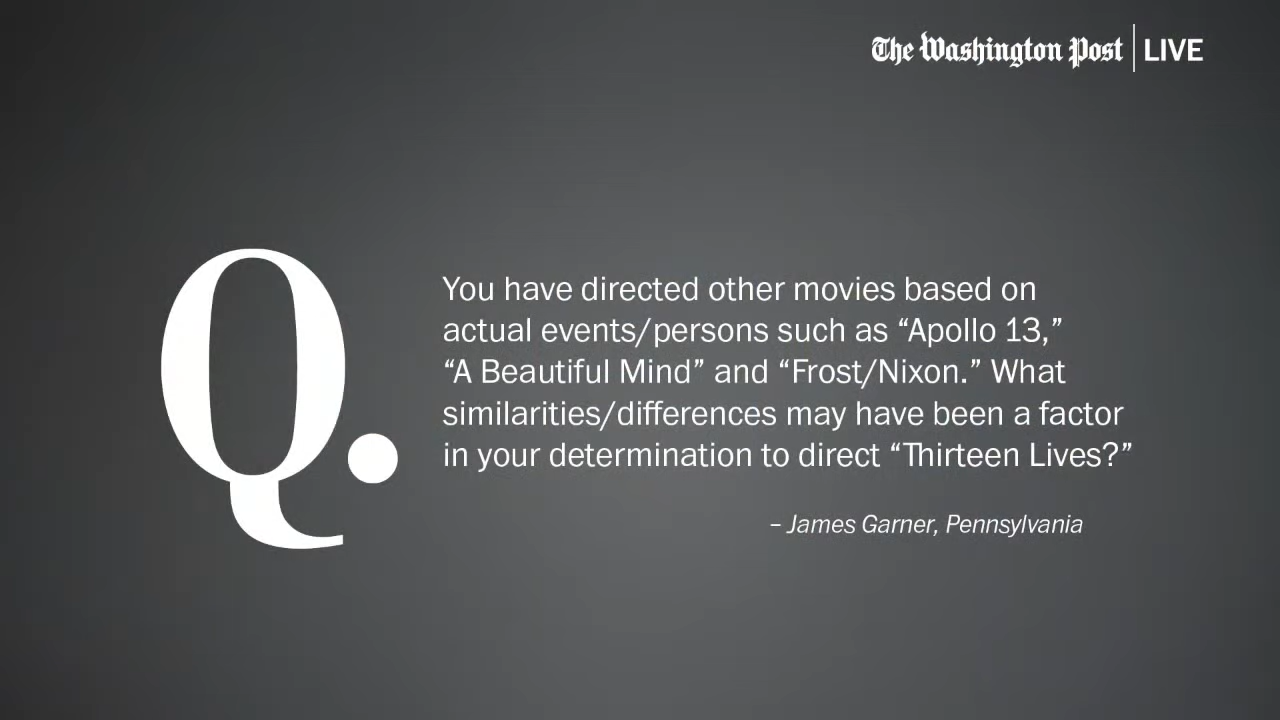 The Washington Post | LIVE
Q.
You have directed other movies based on
actual events/persons such as “Apollo 13,”
“A Beautiful Mind” and “Frost/Nixon.” What
similarities/differences may have been a factor
in your determination to direct “Thirteen Lives?”
– James Garner, Pennsylvania